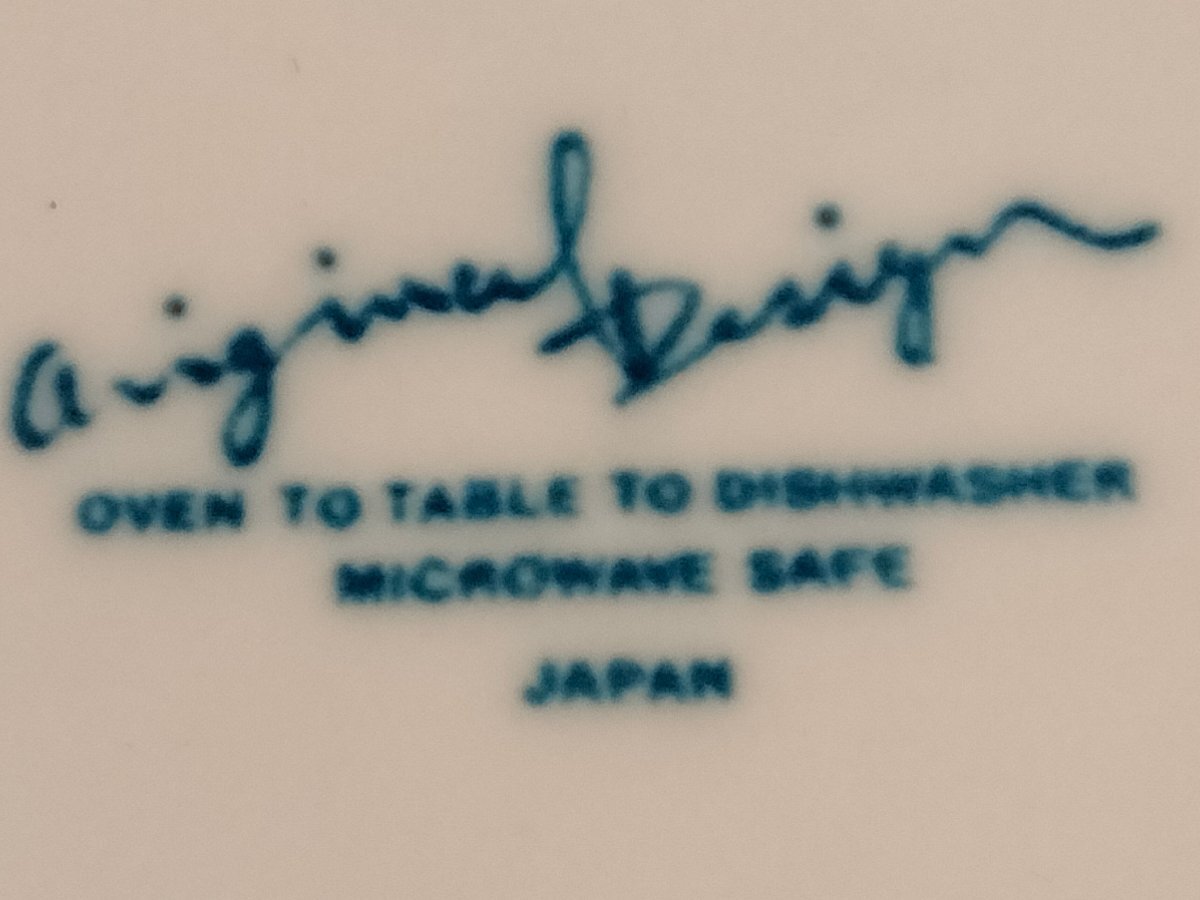 Original Design
OVEN TO TABLE TO DISHWASHER
MICROWAVE SAFE
JAPAN